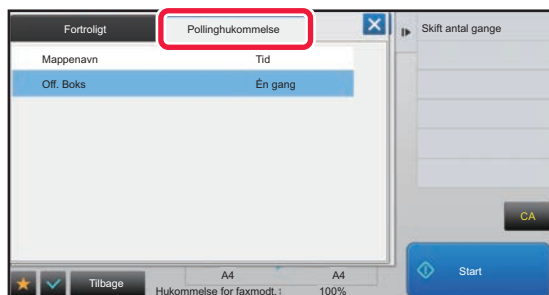 Fortroligt
Pollinghukommelse
Mappenavn Tid
Off. Boks Én gang
Skift antal gange
CA
Start
Tilbage
A4 A4
Hukommelse for faxmodt.: 100%